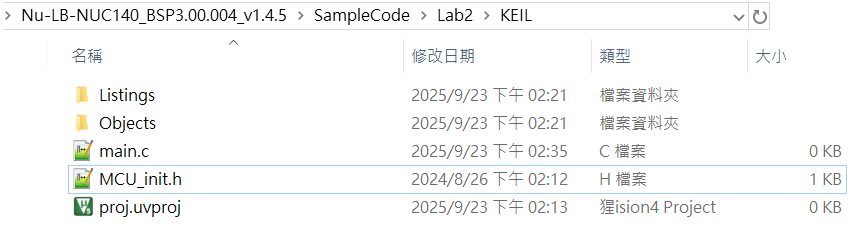 Nu-LB-NUC140_BSP3.00.004_v1.4.5 > SampleCode > Lab2 > KEIL
名稱 修改日期 類型 大小
Listings 2025/9/23 下午 02:21 檔案資料夾
Objects 2025/9/23 下午 02:21 檔案資料夾
main.c 2025/9/23 下午 02:35 C 檔案 0 KB
MCU_init.h 2024/8/26 下午 02:12 H 檔案 1 KB
proj.uvproj 2025/9/23 下午 02:13 猩ision4 Project 0 KB